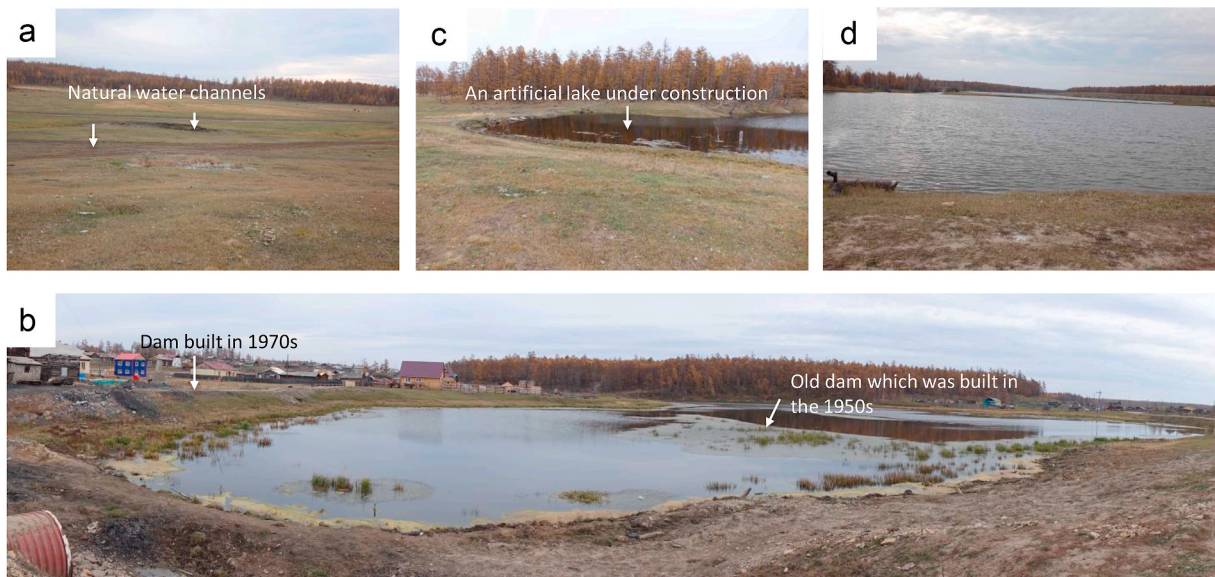 a
Natural water channels
c
An artificial lake under construction
d
b
Dam built in 1970s
Old dam which was built in
the 1950s